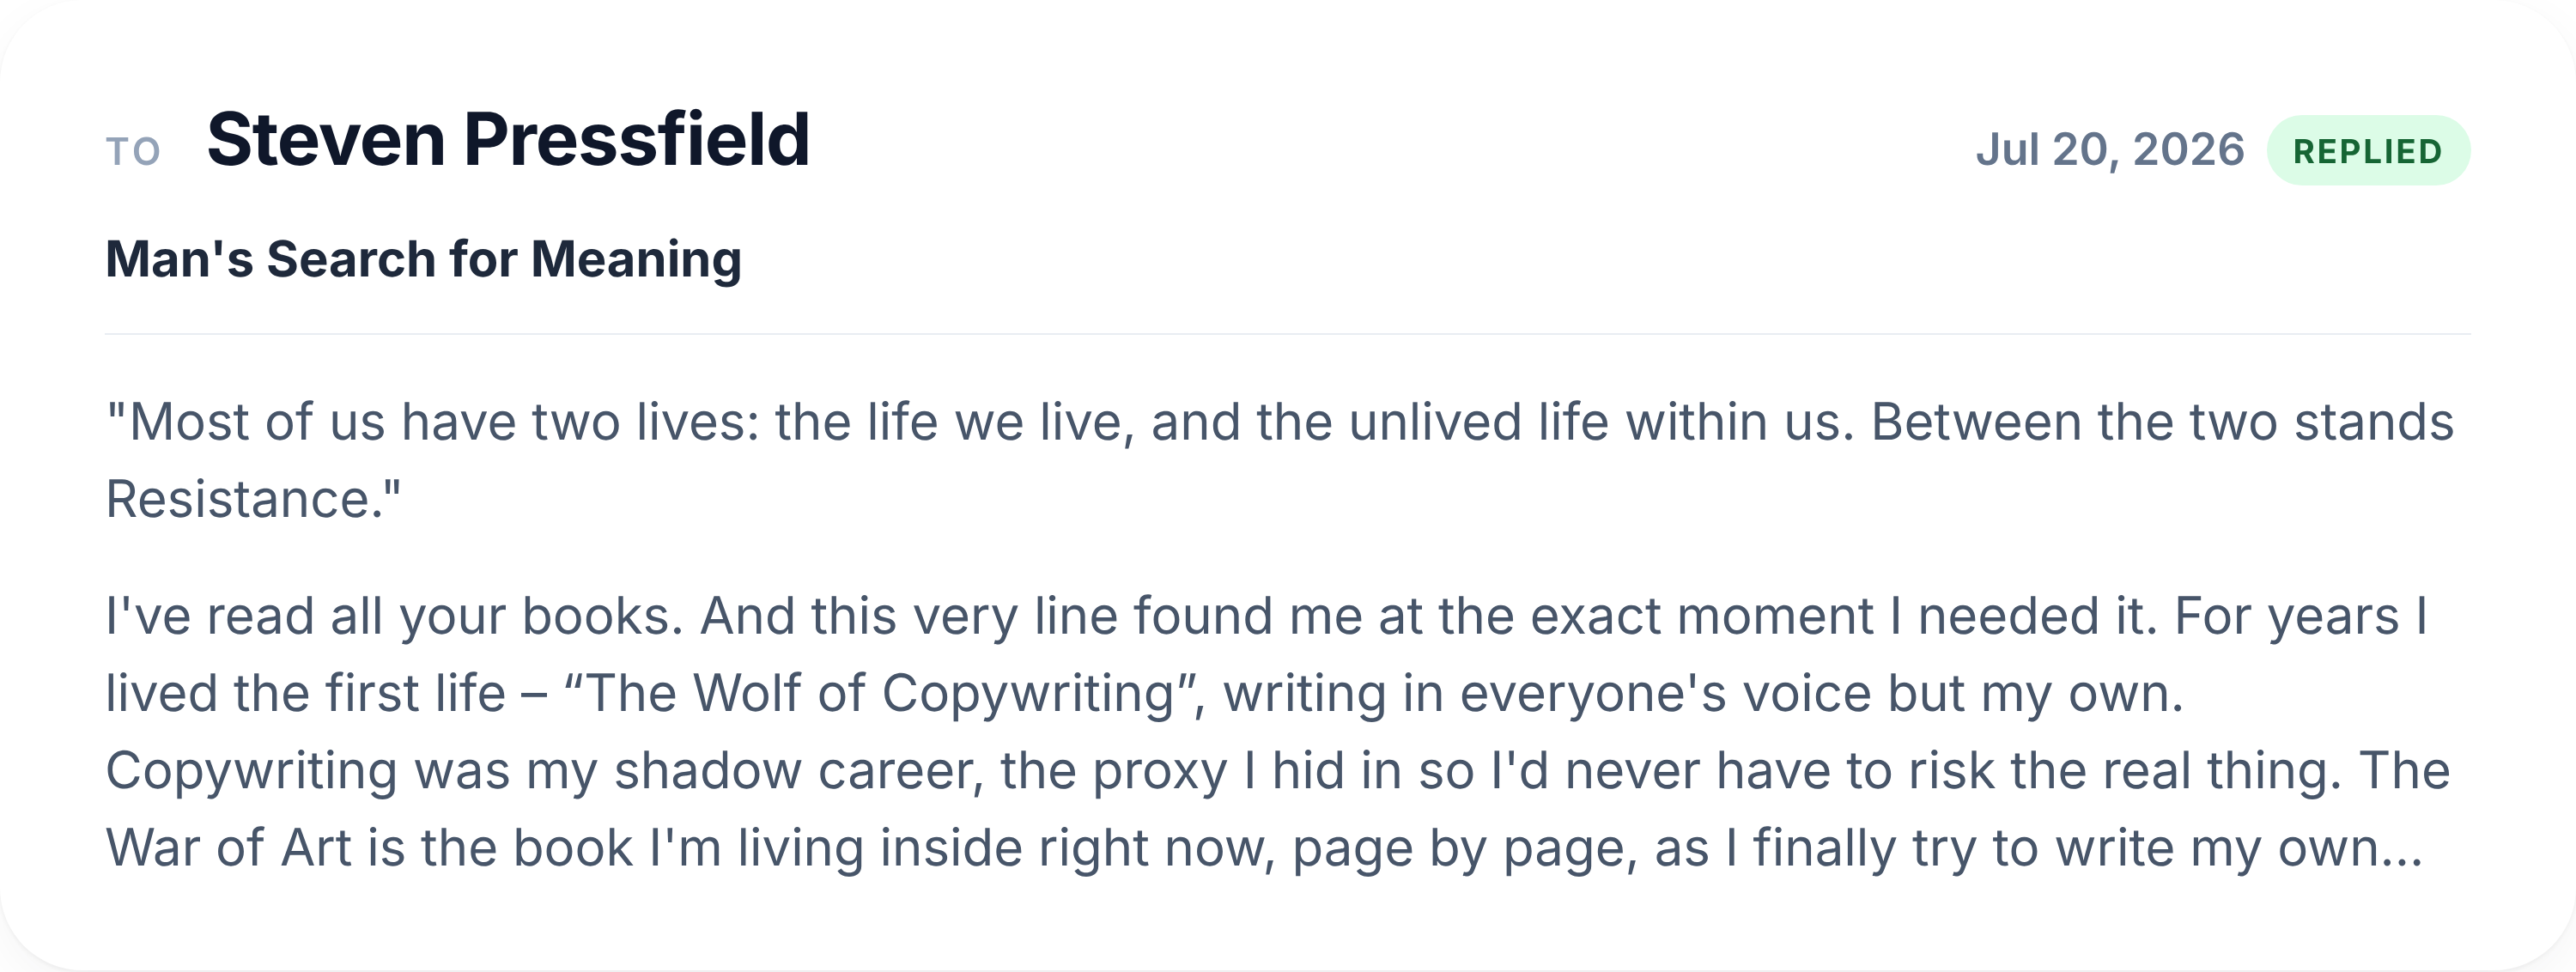 TO Steven Pressfield Jul 20, 2026 REPLIED
Man's Search for Meaning
"Most of us have two lives: the life we live, and the unlived life within us. Between the two stands
Resistance."
I've read all your books. And this very line found me at the exact moment I needed it. For years I
lived the first life – “The Wolf of Copywriting”, writing in everyone's voice but my own.
Copywriting was my shadow career, the proxy I hid in so I'd never have to risk the real thing. The
War of Art is the book I'm living inside right now, page by page, as I finally try to write my own...